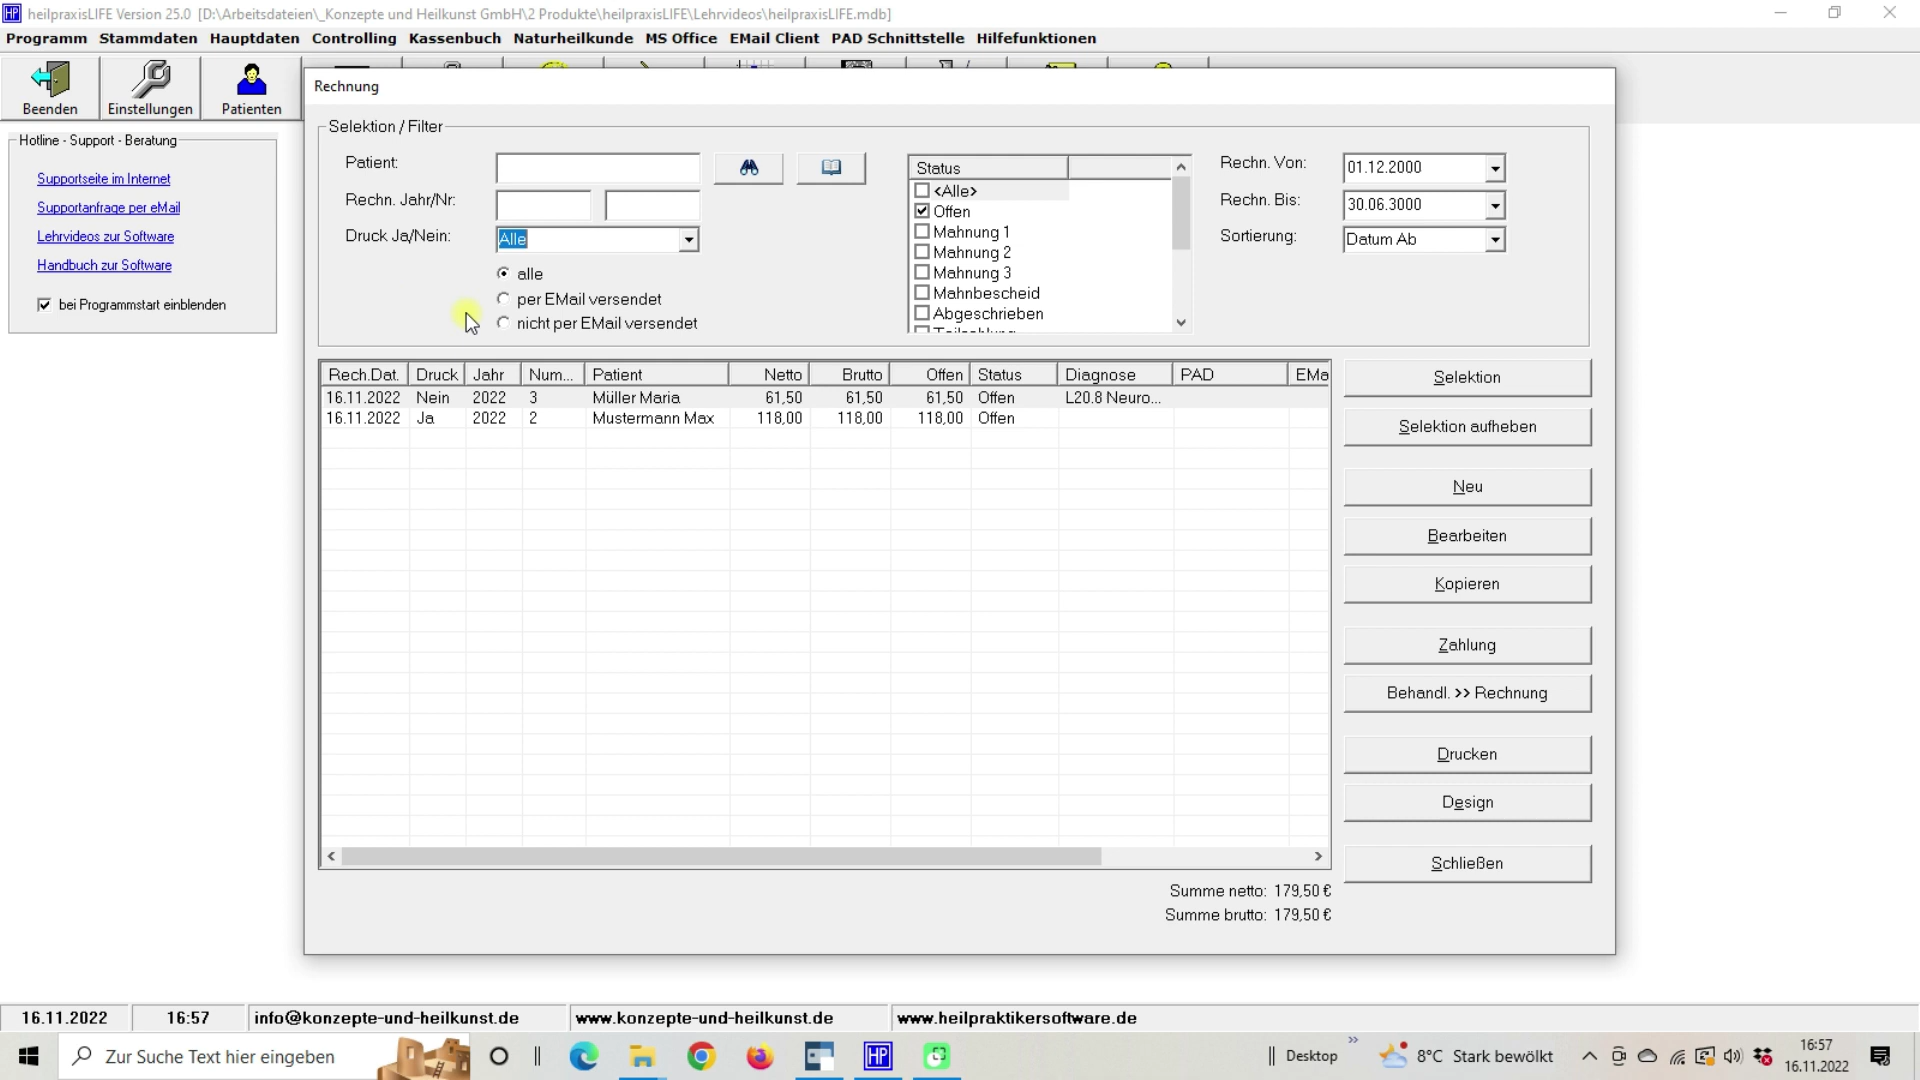 heilpraxisLIFE Version 25.0 [D:\Arbeitsdateien\_Konzepte und Heilkunst GmbH\2 Produkte\heilpraxisLIFE\Lehrvideos\heilpraxisLIFE.mdb]
Programm Stammdaten Hauptdaten Controlling Kassenbuch Naturheilkunde MS Office EMail Client PAD Schnittstelle Hilfefunktionen
Beenden Einstellungen Patienten
Rechnung
Hotline - Support - Beratung
Supportseite im Internet
Supportanfrage per eMail
Lehrvideos zur Software
Handbuch zur Software
bei Programmstart einblenden
Selektion / Filter
Patient:
Rechn. Jahr/Nr:
Druck Ja/Nein: Alle
alle
per EMail versendet
nicht per EMail versendet
Status
<Alle>
Offen
Mahnung 1
Mahnung 2
Mahnung 3
Mahnbescheid
Abgeschrieben
Rechn. Von: 01.12.2000
Rechn. Bis: 30.06.3000
Sortierung: Datum Ab
Rech.Dat. Druck Jahr Num... Patient Netto Brutto Offen Status Diagnose PAD EMa
16.11.2022 Nein 2022 3 Müller Maria 61,50 61,50 61,50 Offen L20.8 Neuro...
16.11.2022 Ja 2022 2 Mustermann Max 118,00 118,00 118,00 Offen
Selektion
Selektion aufheben
Neu
Bearbeiten
Kopieren
Zahlung
Behandl. >> Rechnung
Drucken
Design
Schließen
Summe netto: 179,50 €
Summe brutto: 179,50 €
16.11.2022 16:57 info@konzepte-und-heilkunst.de www.konzepte-und-heilkunst.de www.heilpraktikersoftware.de
Zur Suche Text hier eingeben
HP
Desktop
8°C Stark bewölkt
16:57
16.11.2022